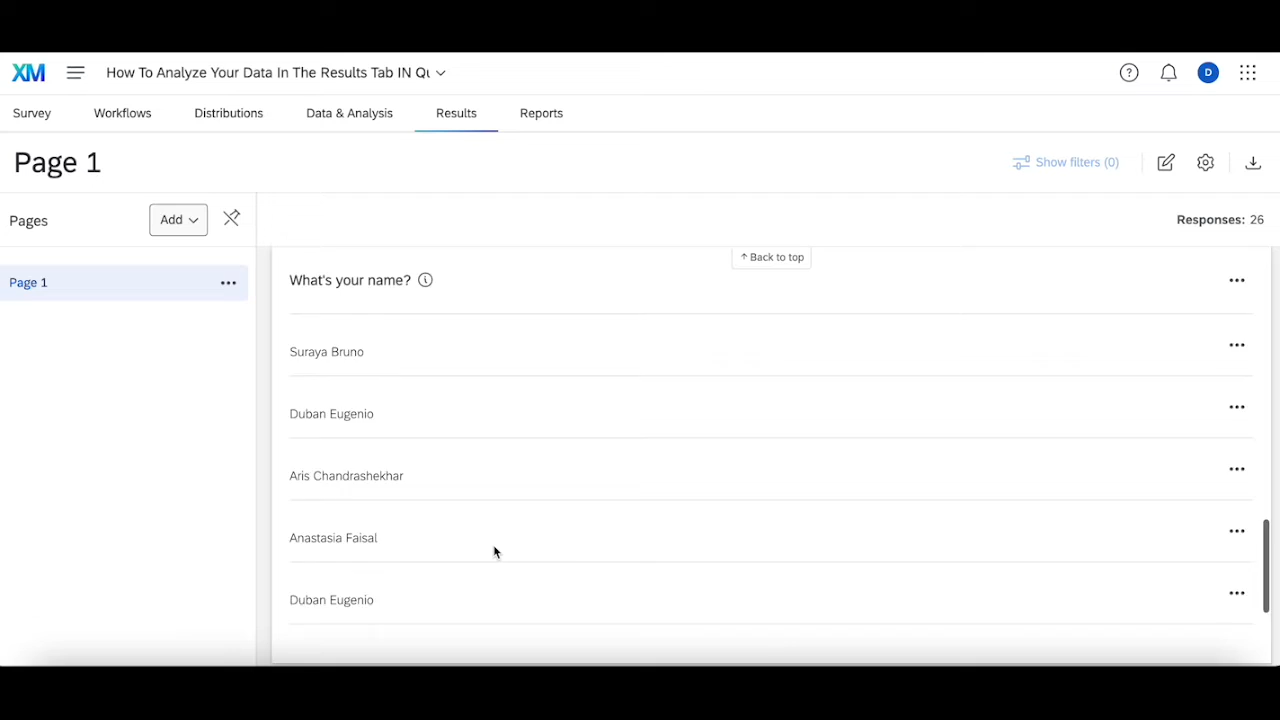 XM
How To Analyze Your Data In The Results Tab IN Qu
D
Survey
Workflows
Distributions
Data & Analysis
Results
Reports
Page 1
Show filters (0)
Pages
Add
Responses: 26
Page 1
↑ Back to top
What's your name?
Suraya Bruno
Duban Eugenio
Aris Chandrashekhar
Anastasia Faisal
Duban Eugenio